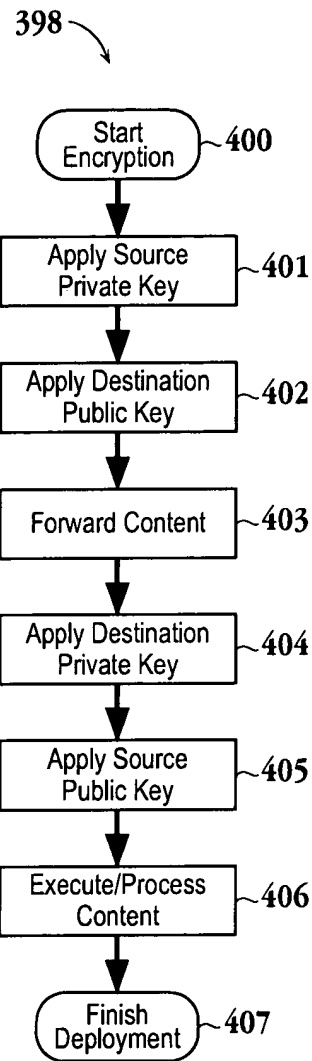 398
Start
Encryption
400
Apply Source
Private Key
401
Apply Destination
Public Key
402
Forward Content
403
Apply Destination
Private Key
404
Apply Source
Public Key
405
Execute/Process
Content
406
Finish
Deployment
407